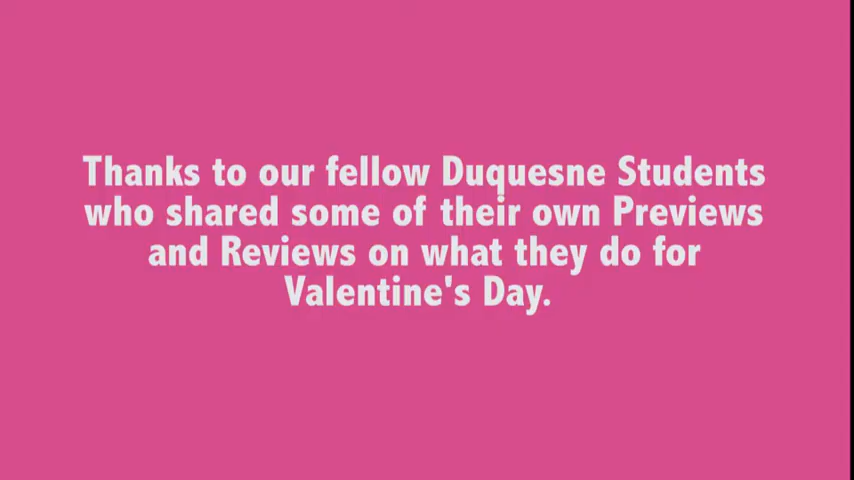 Thanks to our fellow Duquesne Students
who shared some of their own Previews
and Reviews on what they do for
Valentine's Day.